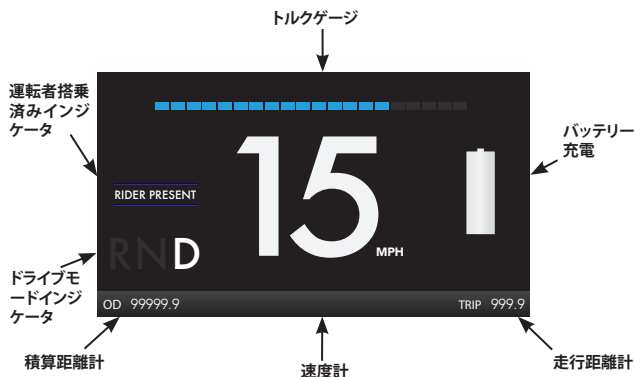 トルクゲージ
運転者搭乗
済みインジ
ケータ
バッテリー
充電
15
MPH
RIDER PRESENT
RND
ドライブモ
ードインジ
ケータ
OD 99999.9
TRIP 999.9
積算距離計
速度計
走行距離計